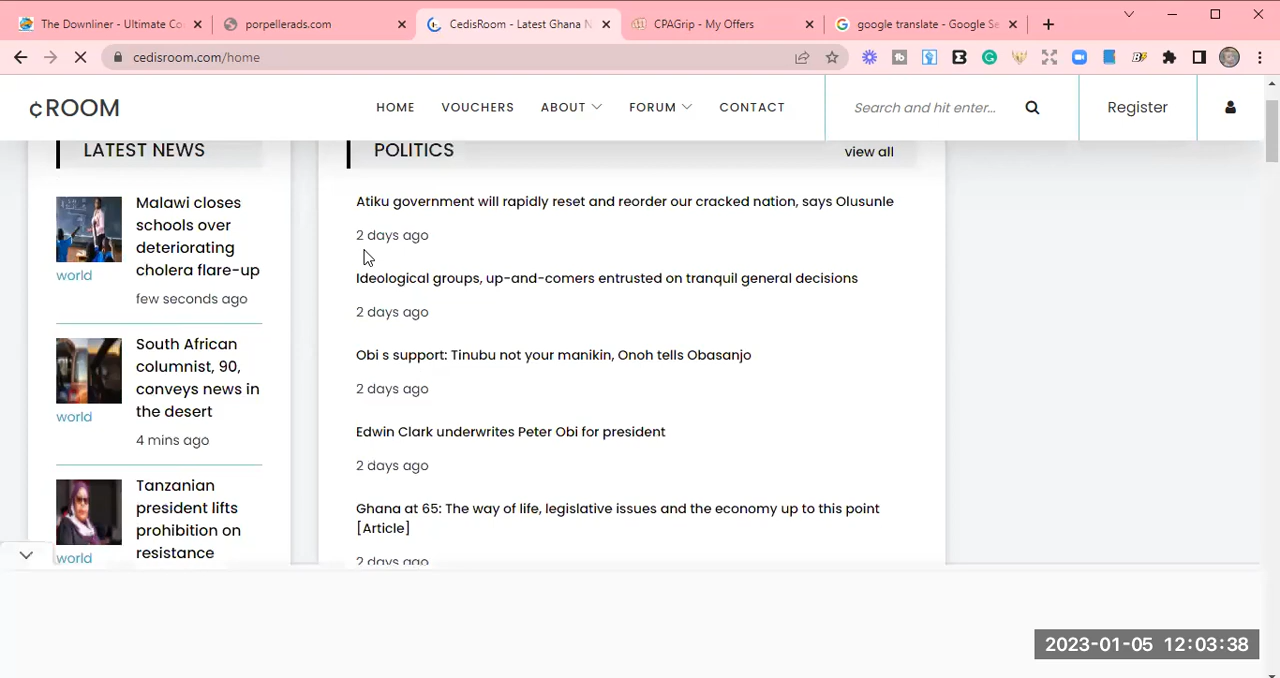 The Downliner - Ultimate Co
porpellerads.com
CedisRoom - Latest Ghana N
CPAGrip - My Offers
google translate - Google Se
cedisroom.com/home
¢ROOM
HOME
VOUCHERS
ABOUT
FORUM
CONTACT
Search and hit enter...
Register
LATEST NEWS
Malawi closes
schools over
deteriorating
cholera flare-up
world
few seconds ago
South African
columnist, 90,
conveys news in
the desert
world
4 mins ago
Tanzanian
president lifts
prohibition on
resistance
world
POLITICS
view all
Atiku government will rapidly reset and reorder our cracked nation, says Olusunle
2 days ago
Ideological groups, up-and-comers entrusted on tranquil general decisions
2 days ago
Obi s support: Tinubu not your manikin, Onoh tells Obasanjo
2 days ago
Edwin Clark underwrites Peter Obi for president
2 days ago
Ghana at 65: The way of life, legislative issues and the economy up to this point
[Article]
2 days ago
2023-01-05 12:03:38